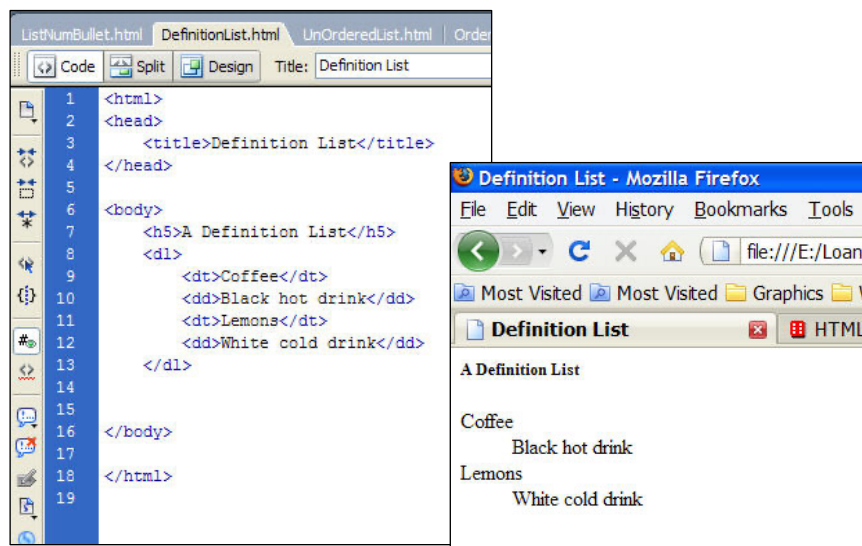 ListNumBullet.html DefinitionList.html UnOrderedList.html Order
Code Split Design Title: Definition List
1 <html>
2 <head>
3 <title>Definition List</title>
4 </head>
5
6 <body>
7 <h5>A Definition List</h5>
8 <dl>
9 <dt>Coffee</dt>
10 <dd>Black hot drink</dd>
11 <dt>Lemons</dt>
12 <dd>White cold drink</dd>
13 </dl>
14
15
16 </body>
17
18 </html>
19
Definition List - Mozilla Firefox
File Edit View History Bookmarks Tools
file:///E:/Loan
Most Visited Most Visited Graphics
Definition List HTML
A Definition List
Coffee
Black hot drink
Lemons
White cold drink